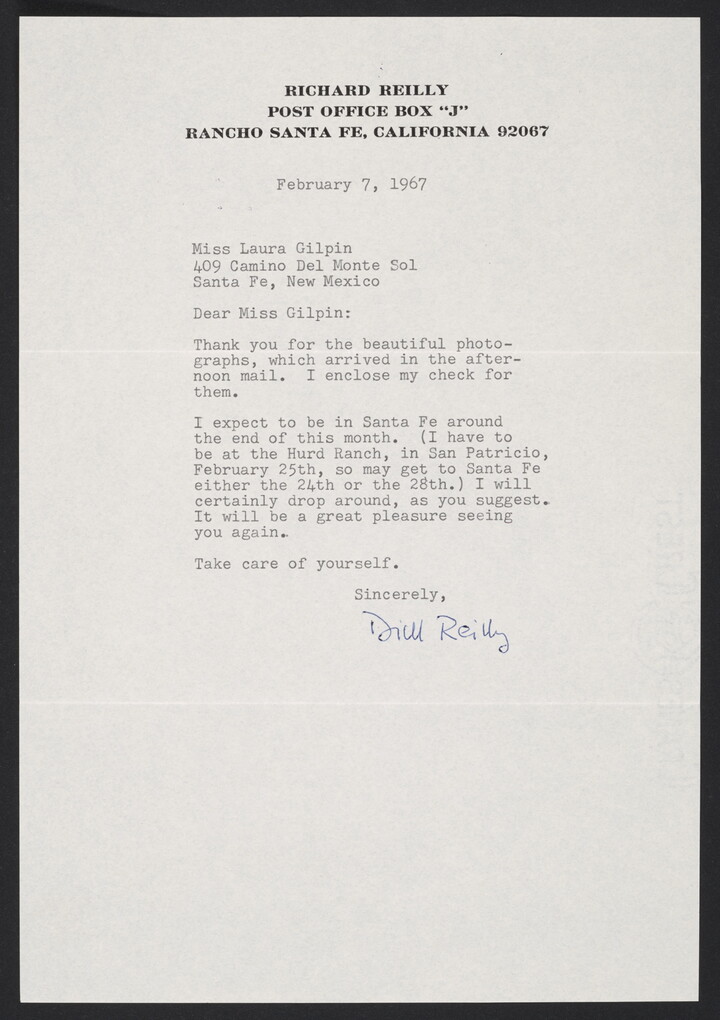 RICHARD REILLY
POST OFFICE BOX “J”
RANCHO SANTA FE, CALIFORNIA 92067
February 7, 1967
Miss Laura Gilpin
409 Camino Del Monte Sol
Santa Fe, New Mexico
Dear Miss Gilpin:
Thank you for the beautiful photo-
graphs, which arrived in the after-
noon mail.  I enclose my check for
them.
I expect to be in Santa Fe around
the end of this month.  (I have to
be at the Hurd Ranch, in San Patricio,
February 25th, so may get to Santa Fe
either the 24th or the 28th.) I will
certainly drop around, as you suggest.
It will be a great pleasure seeing
you again.
Take care of yourself.
Sincerely,
Reilly